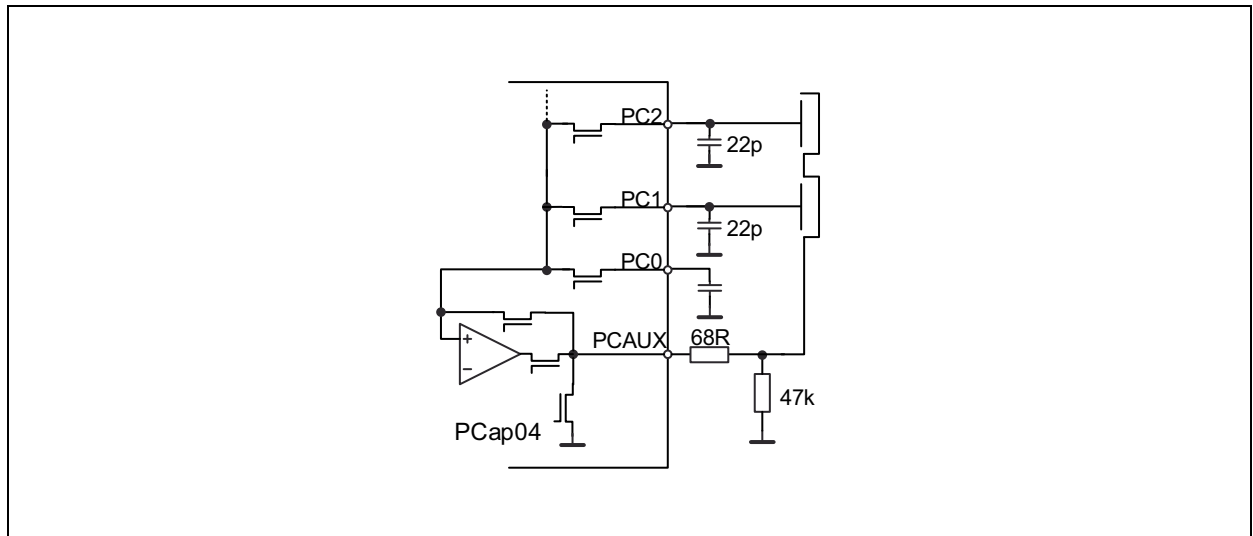 PC2
22p
PC1
22p
PC0
PCAUX
68R
+
-
47k
PCap04